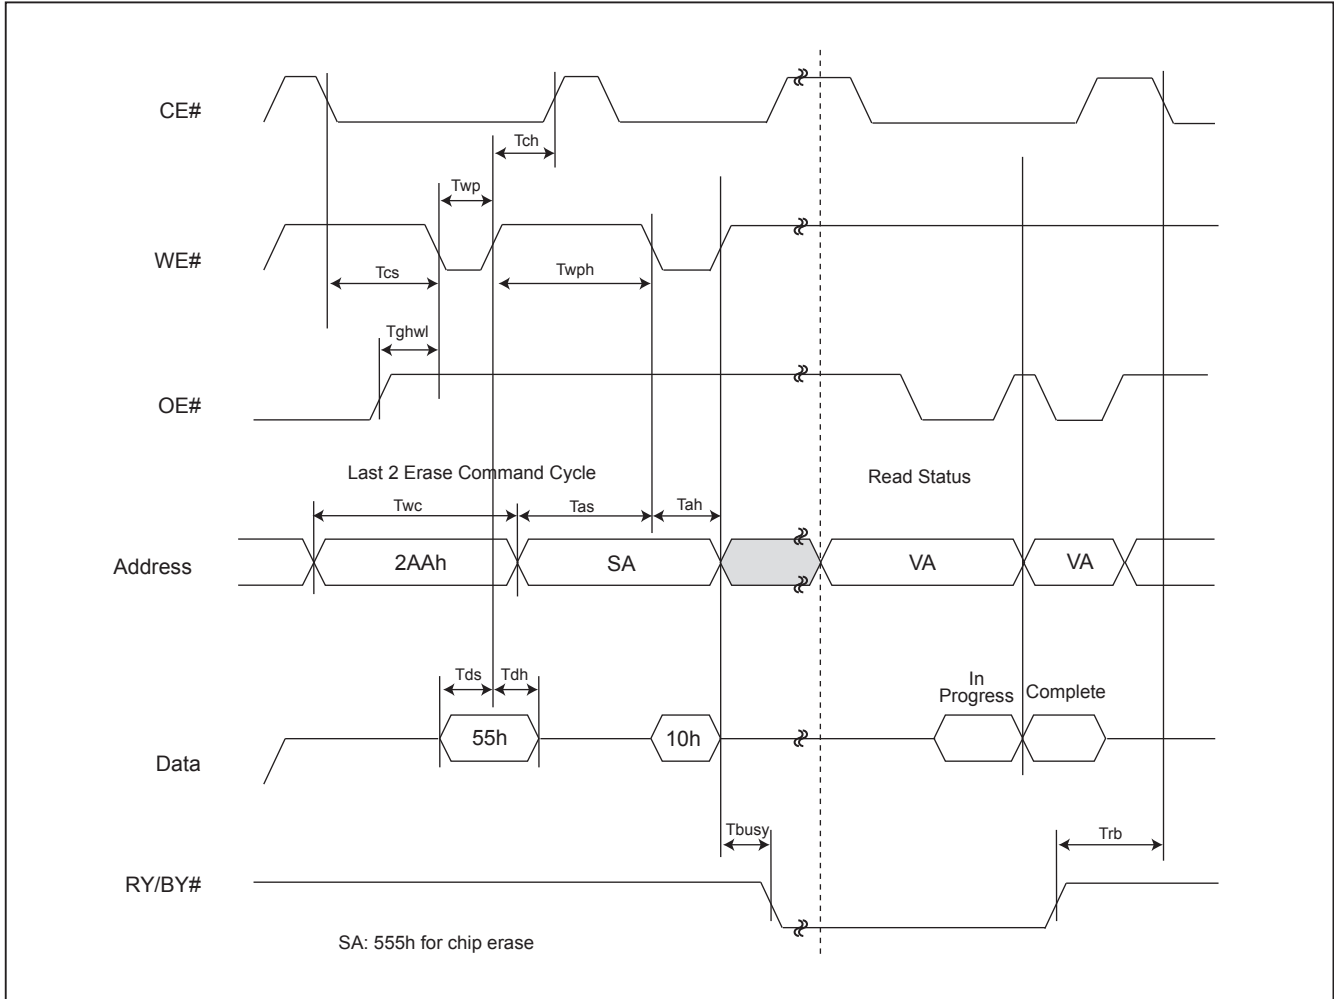 CE#
Tch
Twp
WE#
Tcs
Twph
Tghwl
OE#
Last 2 Erase Command Cycle
Read Status
Twc
Tas
Tah
Address
2AAh
SA
VA
VA
Tds
Tdh
In
Progress
Complete
Data
55h
10h
Tbusy
Trb
RY/BY#
SA: 555h for chip erase